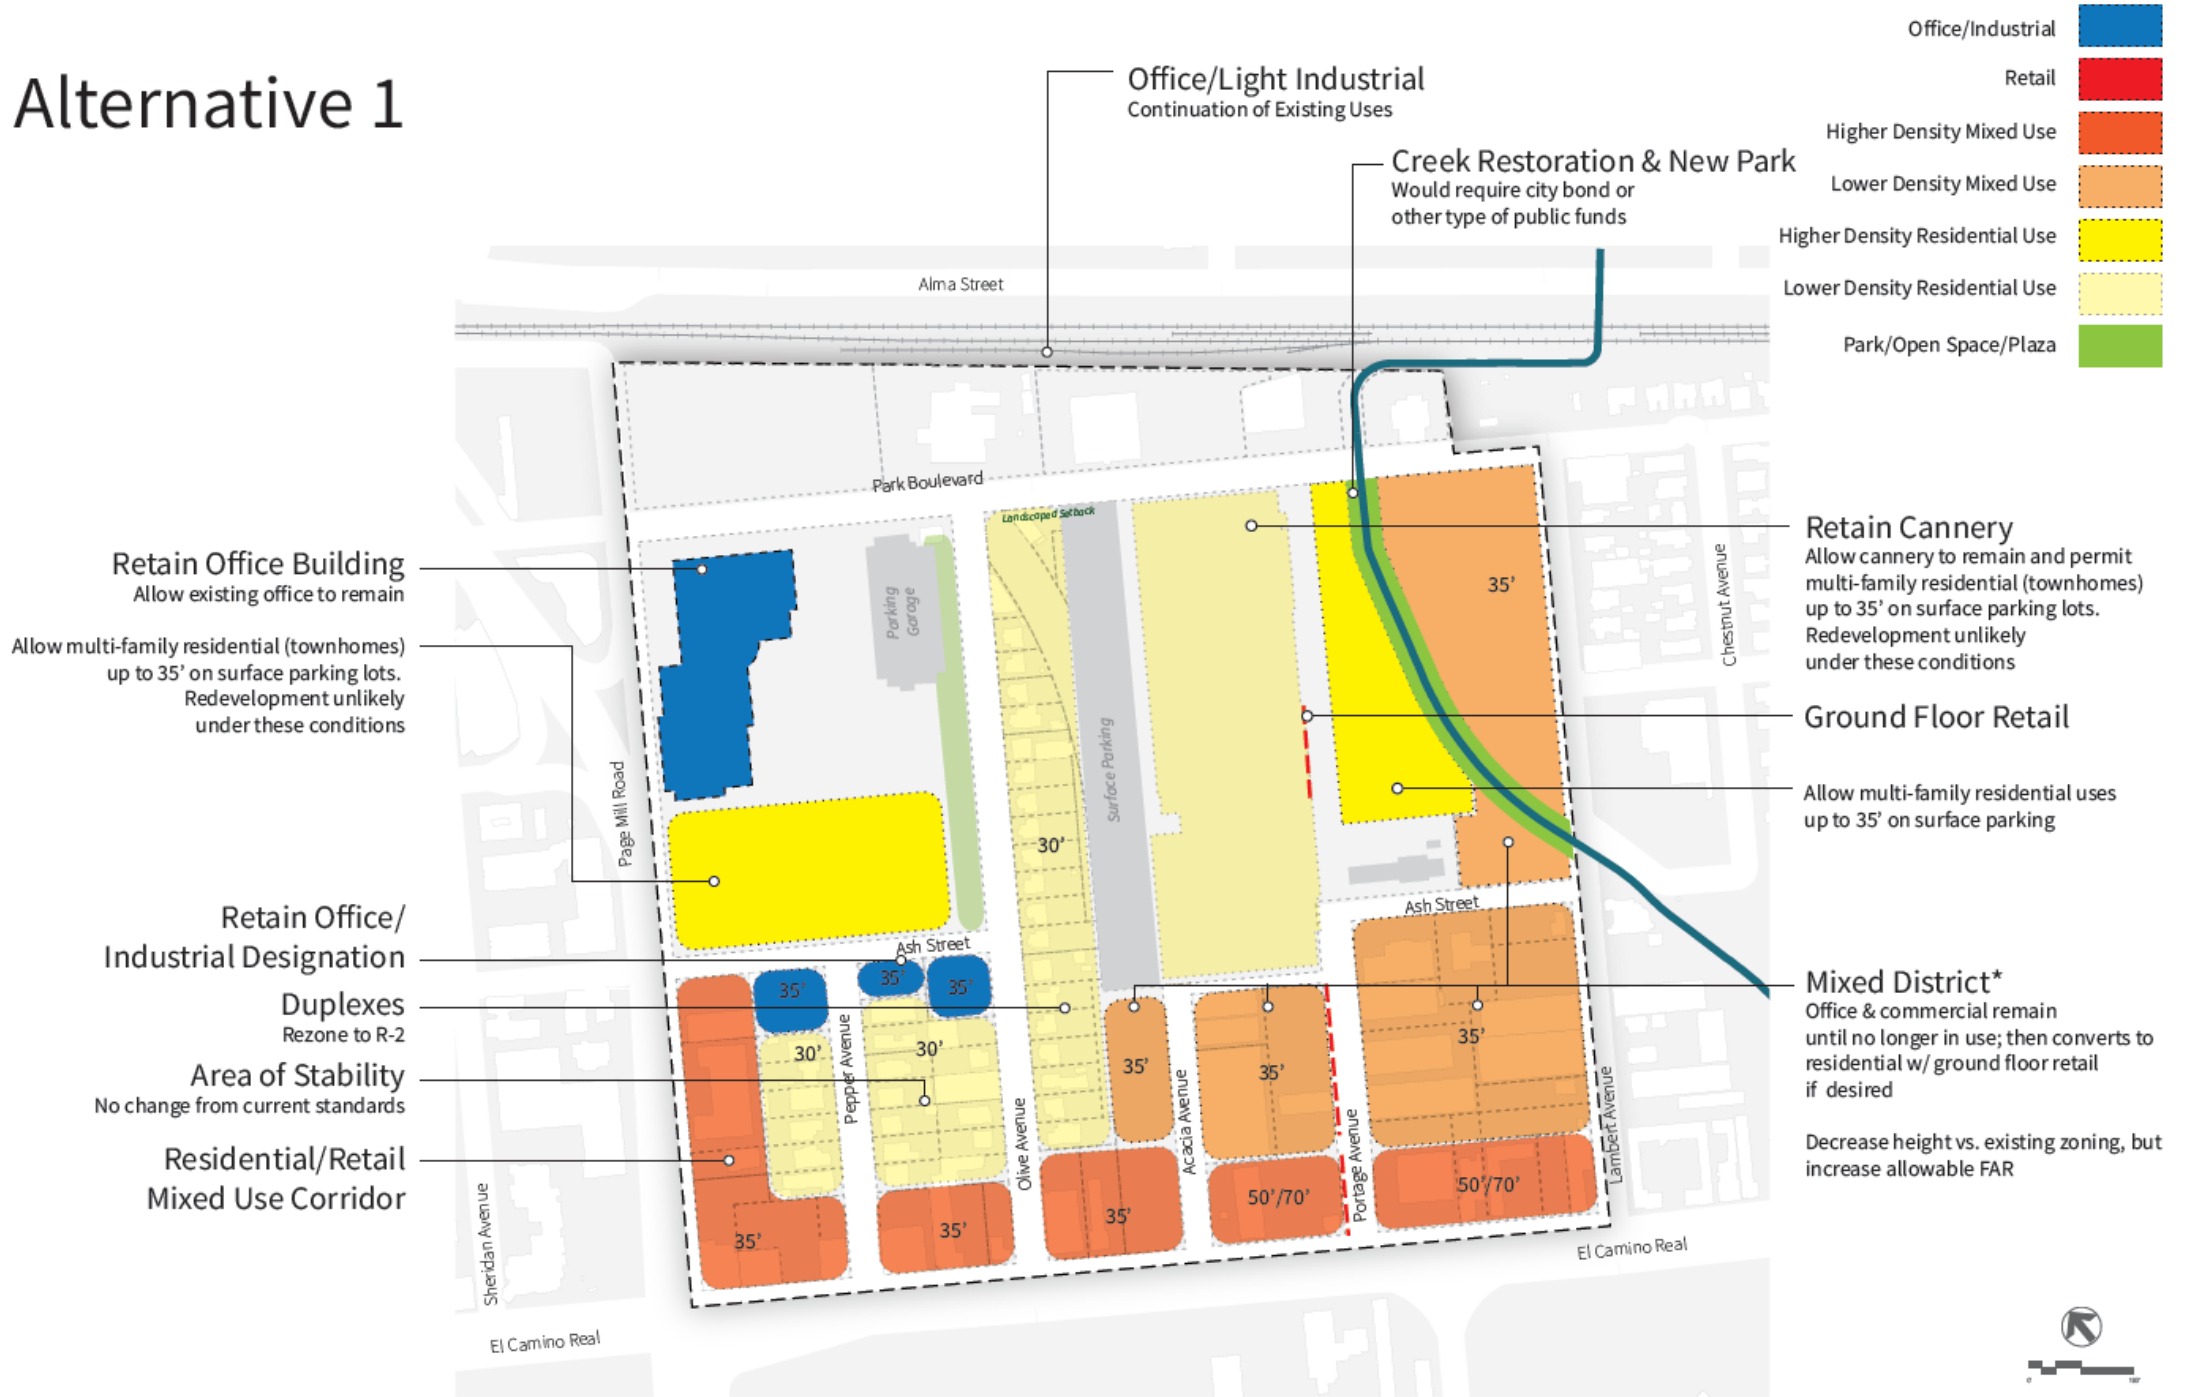 Alternative 1
Office/Industrial
Retail
Higher Density Mixed Use
Lower Density Mixed Use
Higher Density Residential Use
Lower Density Residential Use
Park/Open Space/Plaza
Office/Light Industrial
Continuation of Existing Uses
Creek Restoration & New Park
Would require city bond or
other type of public funds
Alma Street
Park Boulevard
Landscaped Setback
Retain Office Building
Allow existing office to remain
Allow multi-family residential (townhomes)
up to 35’ on surface parking lots.
Redevelopment unlikely
under these conditions
Retain Office/
Industrial Designation
Duplexes
Rezone to R-2
Area of Stability
No change from current standards
Residential/Retail
Mixed Use Corridor
Parking
Garage
Surface Parking
Page Mill Road
Sheridan Avenue
Pepper Avenue
Olive Avenue
Acacia Avenue
Portage Avenue
Lambert Avenue
Chestnut Avenue
Ash Street
Ash Street
35’
30’
35’
35’
35’
30’
30’
35’
35’
35’
35’
35’
35’
50’/70’
50’/70’
El Camino Real
El Camino Real
Retain Cannery
Allow cannery to remain and permit
multi-family residential (townhomes)
up to 35’ on surface parking lots.
Redevelopment unlikely
under these conditions
Ground Floor Retail
Allow multi-family residential uses
up to 35’ on surface parking
Mixed District*
Office & commercial remain
until no longer in use; then converts to
residential w/ ground floor retail
if desired
Decrease height vs. existing zoning, but
increase allowable FAR